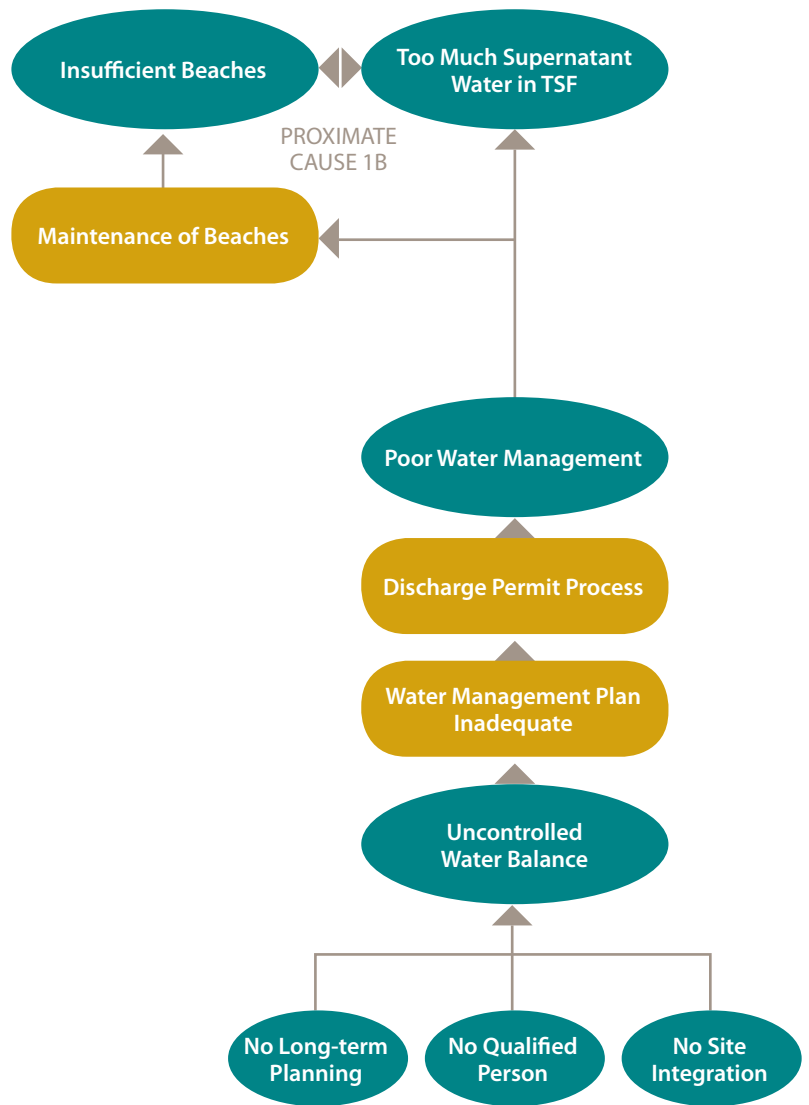 Insufficient Beaches
Too Much Supernatant
Water in TSF
PROXIMATE
CAUSE 1B
Maintenance of Beaches
Poor Water Management
Discharge Permit Process
Water Management Plan
Inadequate
Uncontrolled
Water Balance
No Long-term
Planning
No Qualified
Person
No Site
Integration